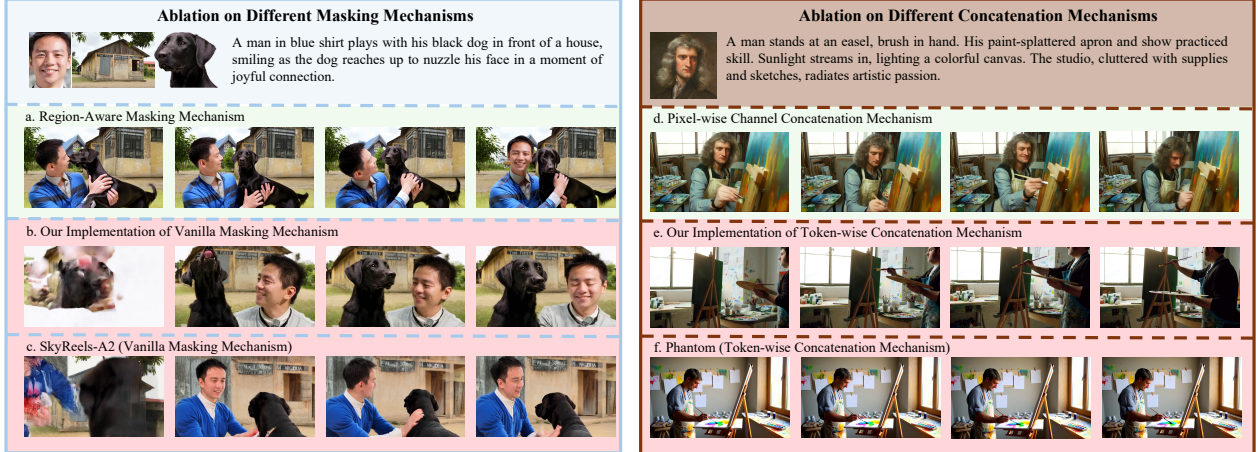 Ablation on Different Masking Mechanisms
A man in blue shirt plays with his black dog in front of a house,
smiling as the dog reaches up to nuzzle his face in a moment of
joyful connection.
a. Region-Aware Masking Mechanism
b. Our Implementation of Vanilla Masking Mechanism
c. SkyReels-A2 (Vanilla Masking Mechanism)
Ablation on Different Concatenation Mechanisms
A man stands at an easel, brush in hand. His paint-splattered apron and show practiced
skill. Sunlight streams in, lighting a colorful canvas. The studio, cluttered with supplies
and sketches, radiates artistic passion.
d. Pixel-wise Channel Concatenation Mechanism
e. Our Implementation of Token-wise Concatenation Mechanism
f. Phantom (Token-wise Concatenation Mechanism)